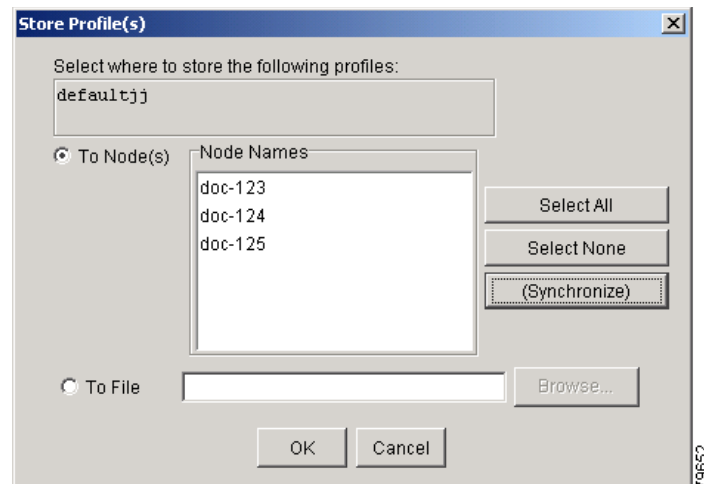 Store Profile(s)
Select where to store the following profiles:
defaultjj
To Node(s)
Node Names
doc-123
doc-124
doc-125
Select All
Select None
(Synchronize)
To File
Browse...
OK
Cancel
79652